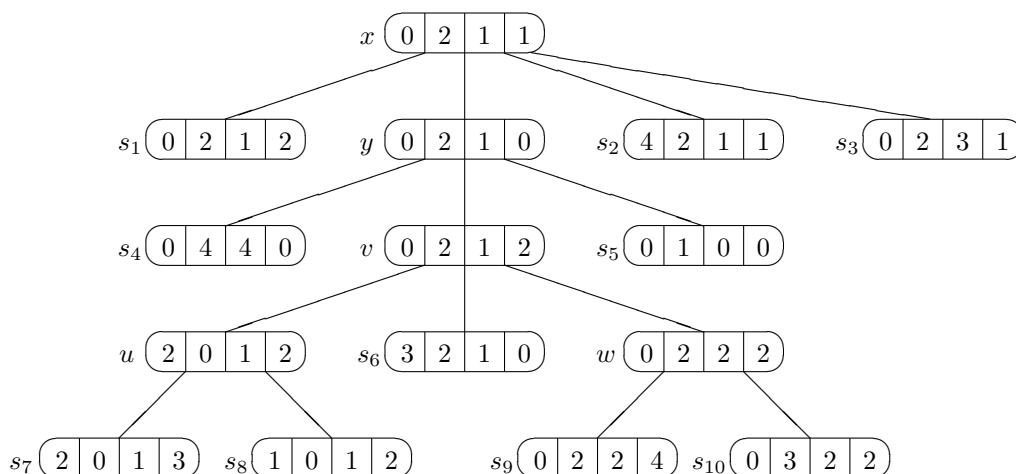 x 0 2 1 1
s1 0 2 1 2 y 0 2 1 0 s2 4 2 1 1 s3 0 2 3 1
s4 0 4 4 0 v 0 2 1 2 s5 0 1 0 0
u 2 0 1 2 s6 3 2 1 0 w 0 2 2 2
s7 2 0 1 3 s8 1 0 1 2 s9 0 2 2 4 s10 0 3 2 2